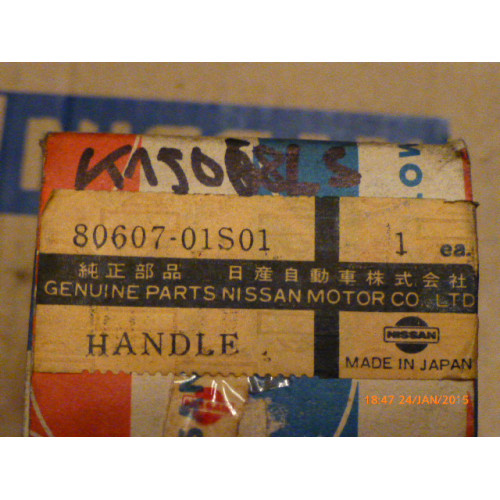 80607-01S01 1 ea.
純正部品 日産自動車株式会社
GENUINE PARTS NISSAN MOTOR CO., LTD
HANDLE
NISSAN
MADE IN JAPAN
18:47 24/JAN/2015